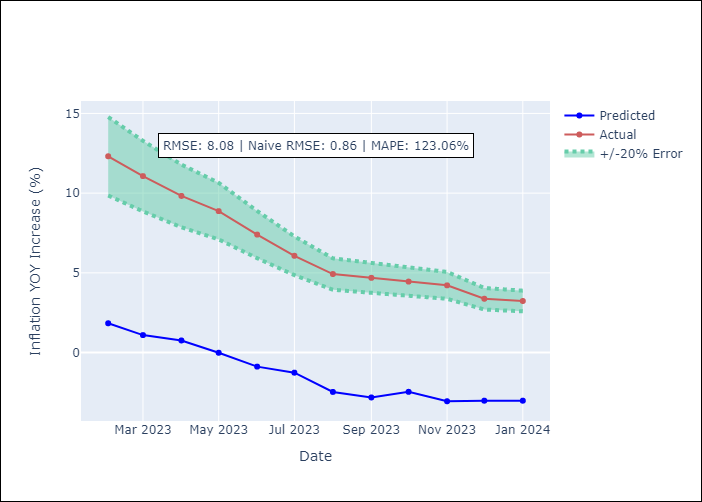 RMSE: 8.08 | Naive RMSE: 0.86 | MAPE: 123.06%
Predicted
Actual
+/-20% Error
Inflation YOY Increase (%)
15
10
5
0
Mar 2023
May 2023
Jul 2023
Sep 2023
Nov 2023
Jan 2024
Date